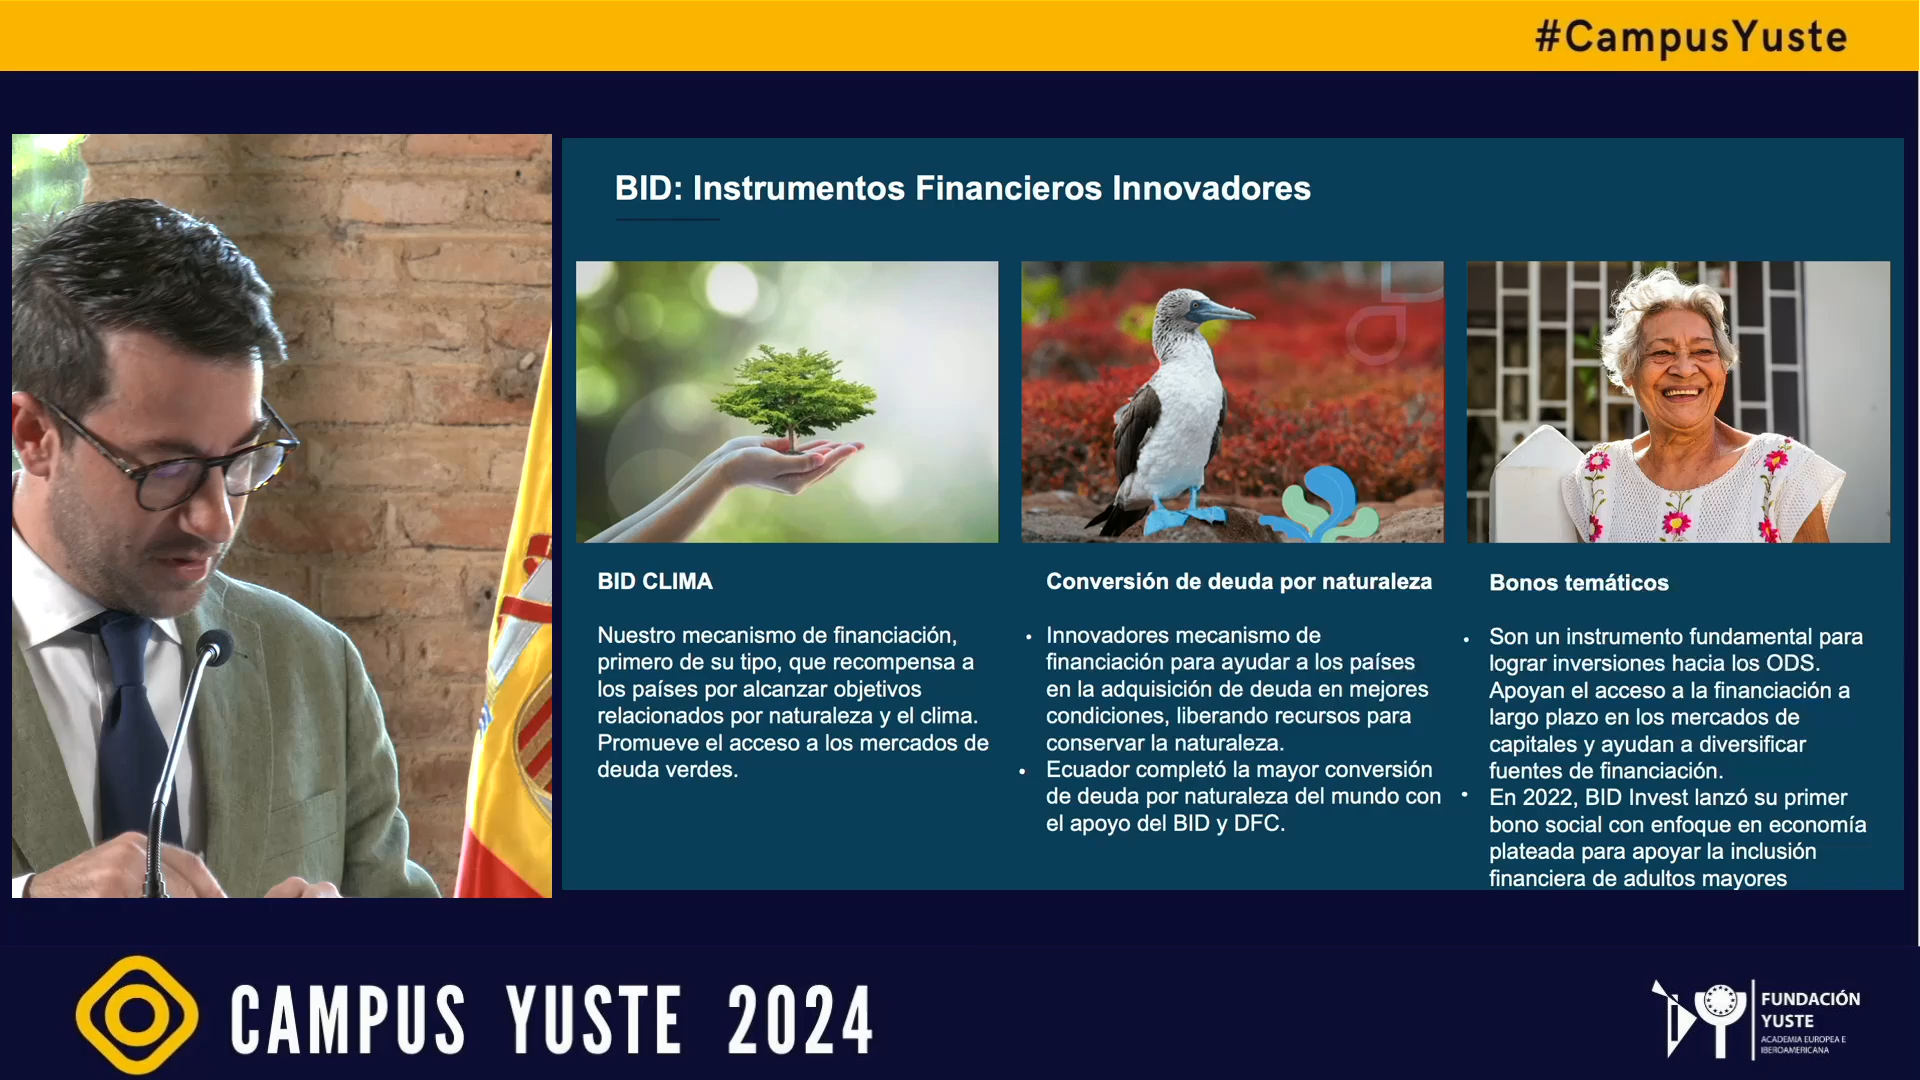 #CampusYuste
BID: Instrumentos Financieros Innovadores
BID CLIMA
Nuestro mecanismo de financiación,
primero de su tipo, que recompensa a
los países por alcanzar objetivos
relacionados por naturaleza y el clima.
Promueve el acceso a los mercados de
deuda verdes.
Conversión de deuda por naturaleza
• Innovadores mecanismo de
financiación para ayudar a los países
en la adquisición de deuda en mejores
condiciones, liberando recursos para
conservar la naturaleza.
• Ecuador completó la mayor conversión
de deuda por naturaleza del mundo con
el apoyo del BID y DFC.
Bonos temáticos
• Son un instrumento fundamental para
lograr inversiones hacia los ODS.
Apoyan el acceso a la financiación a
largo plazo en los mercados de
capitales y ayudan a diversificar
fuentes de financiación.
• En 2022, BID Invest lanzó su primer
bono social con enfoque en economía
plateada para apoyar la inclusión
financiera de adultos mayores
CAMPUS YUSTE 2024
FUNDACIÓN
YUSTE
ACADEMIA EUROPEA E
IBEROAMERICANA